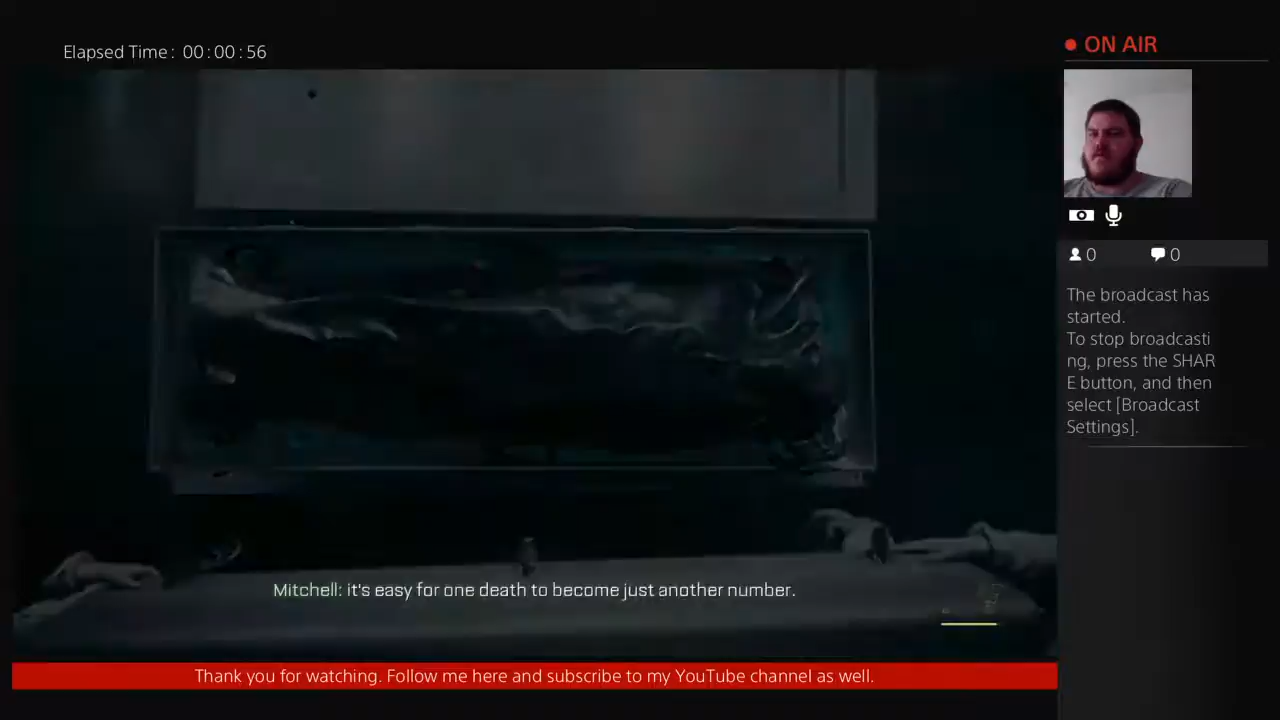 Elapsed Time: 00:00:56
ON AIR
0
0
The broadcast has
started.
To stop broadcasti
ng, press the SHAR
E button, and then
select [Broadcast
Settings].
Mitchell: it's easy for one death to become just another number.
Thank you for watching. Follow me here and subscribe to my YouTube channel as well.